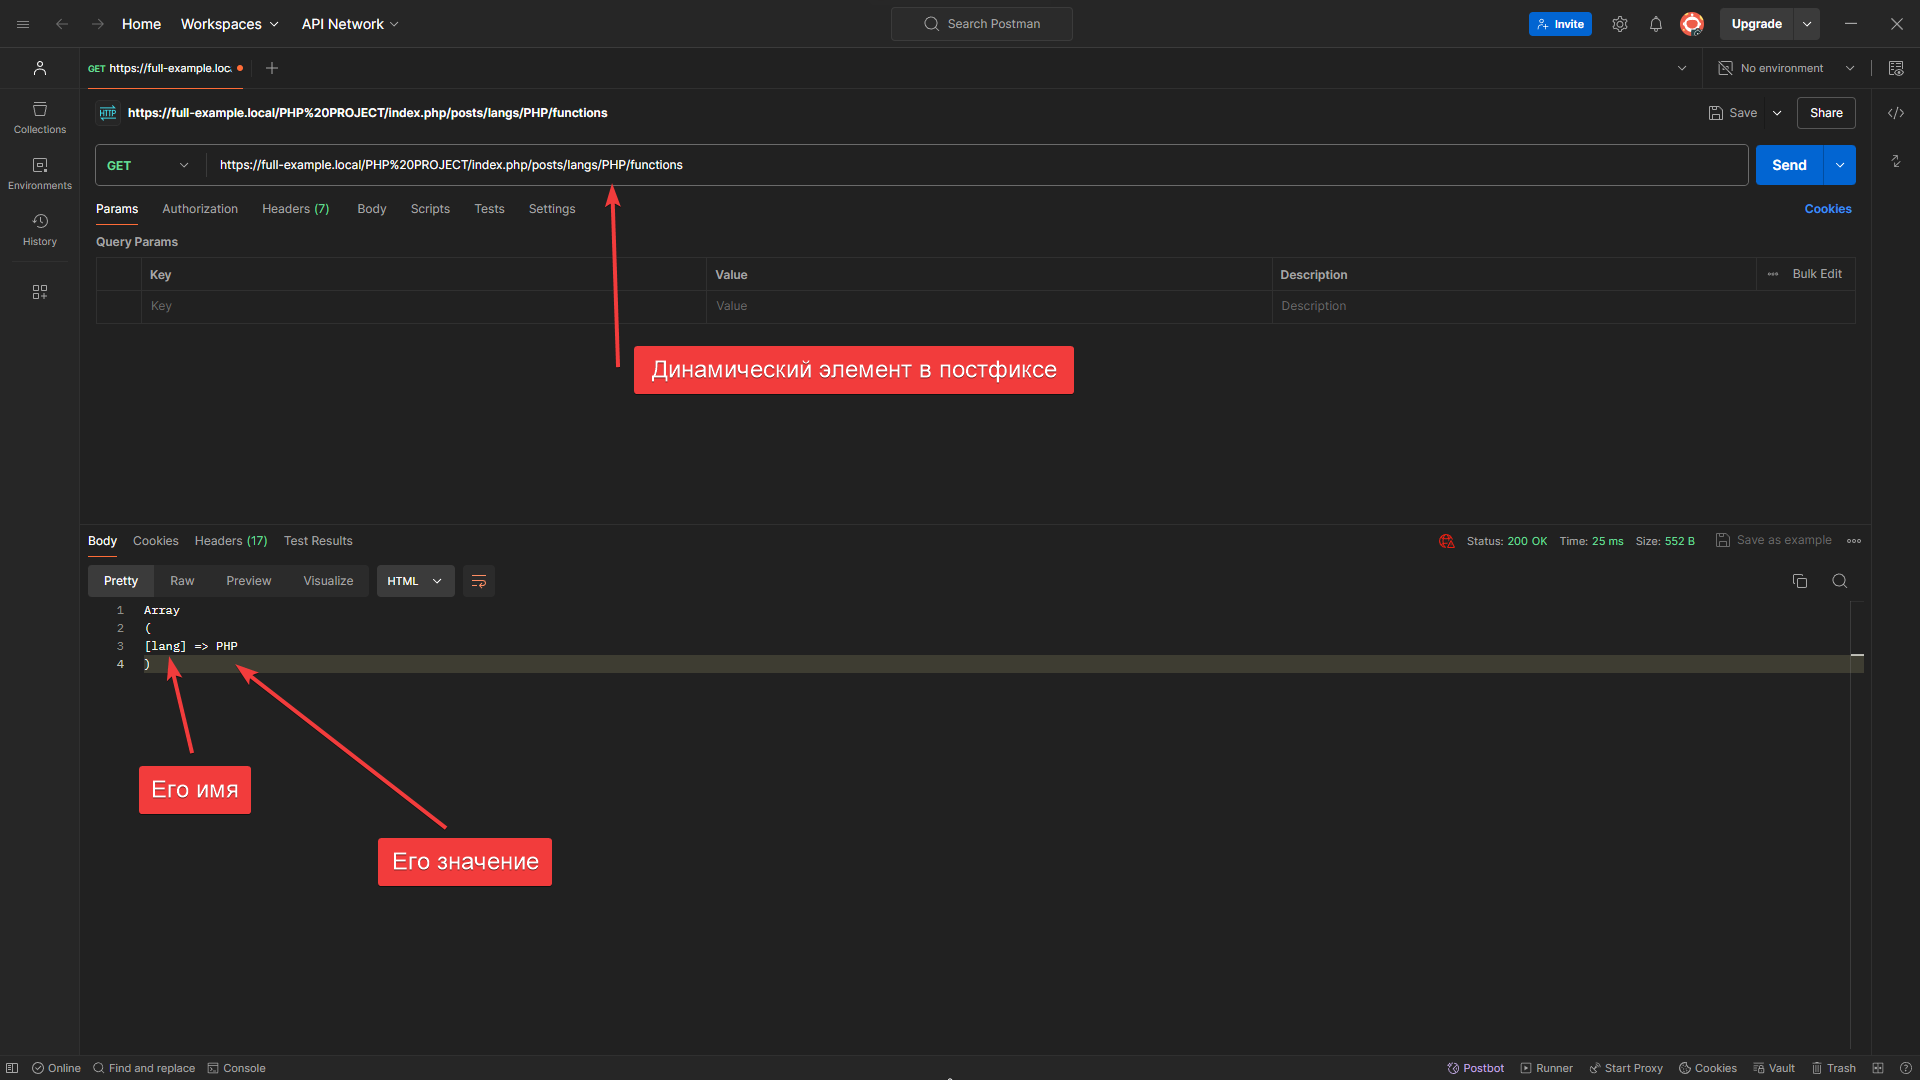 Home Workspaces API Network Search Postman Invite Upgrade
GET https://full-example.loc. No environment
HTTP https://full-example.local/PHP%20PROJECT/index.php/posts/langs/PHP/functions Save Share
Collections
GET https://full-example.local/PHP%20PROJECT/index.php/posts/langs/PHP/functions Send
Environments
Params Authorization Headers (7) Body Scripts Tests Settings Cookies
History
Query Params
Key Value Description Bulk Edit
Key Value Description
Динамический элемент в постфиксе
Body Cookies Headers (17) Test Results Status: 200 OK Time: 25 ms Size: 552 B Save as example
Pretty Raw Preview Visualize HTML
1 Array
2 (
3 [lang] => PHP
4 )
Его имя
Его значение
Online Find and replace Console Postbot Runner Start Proxy Cookies Vault Trash